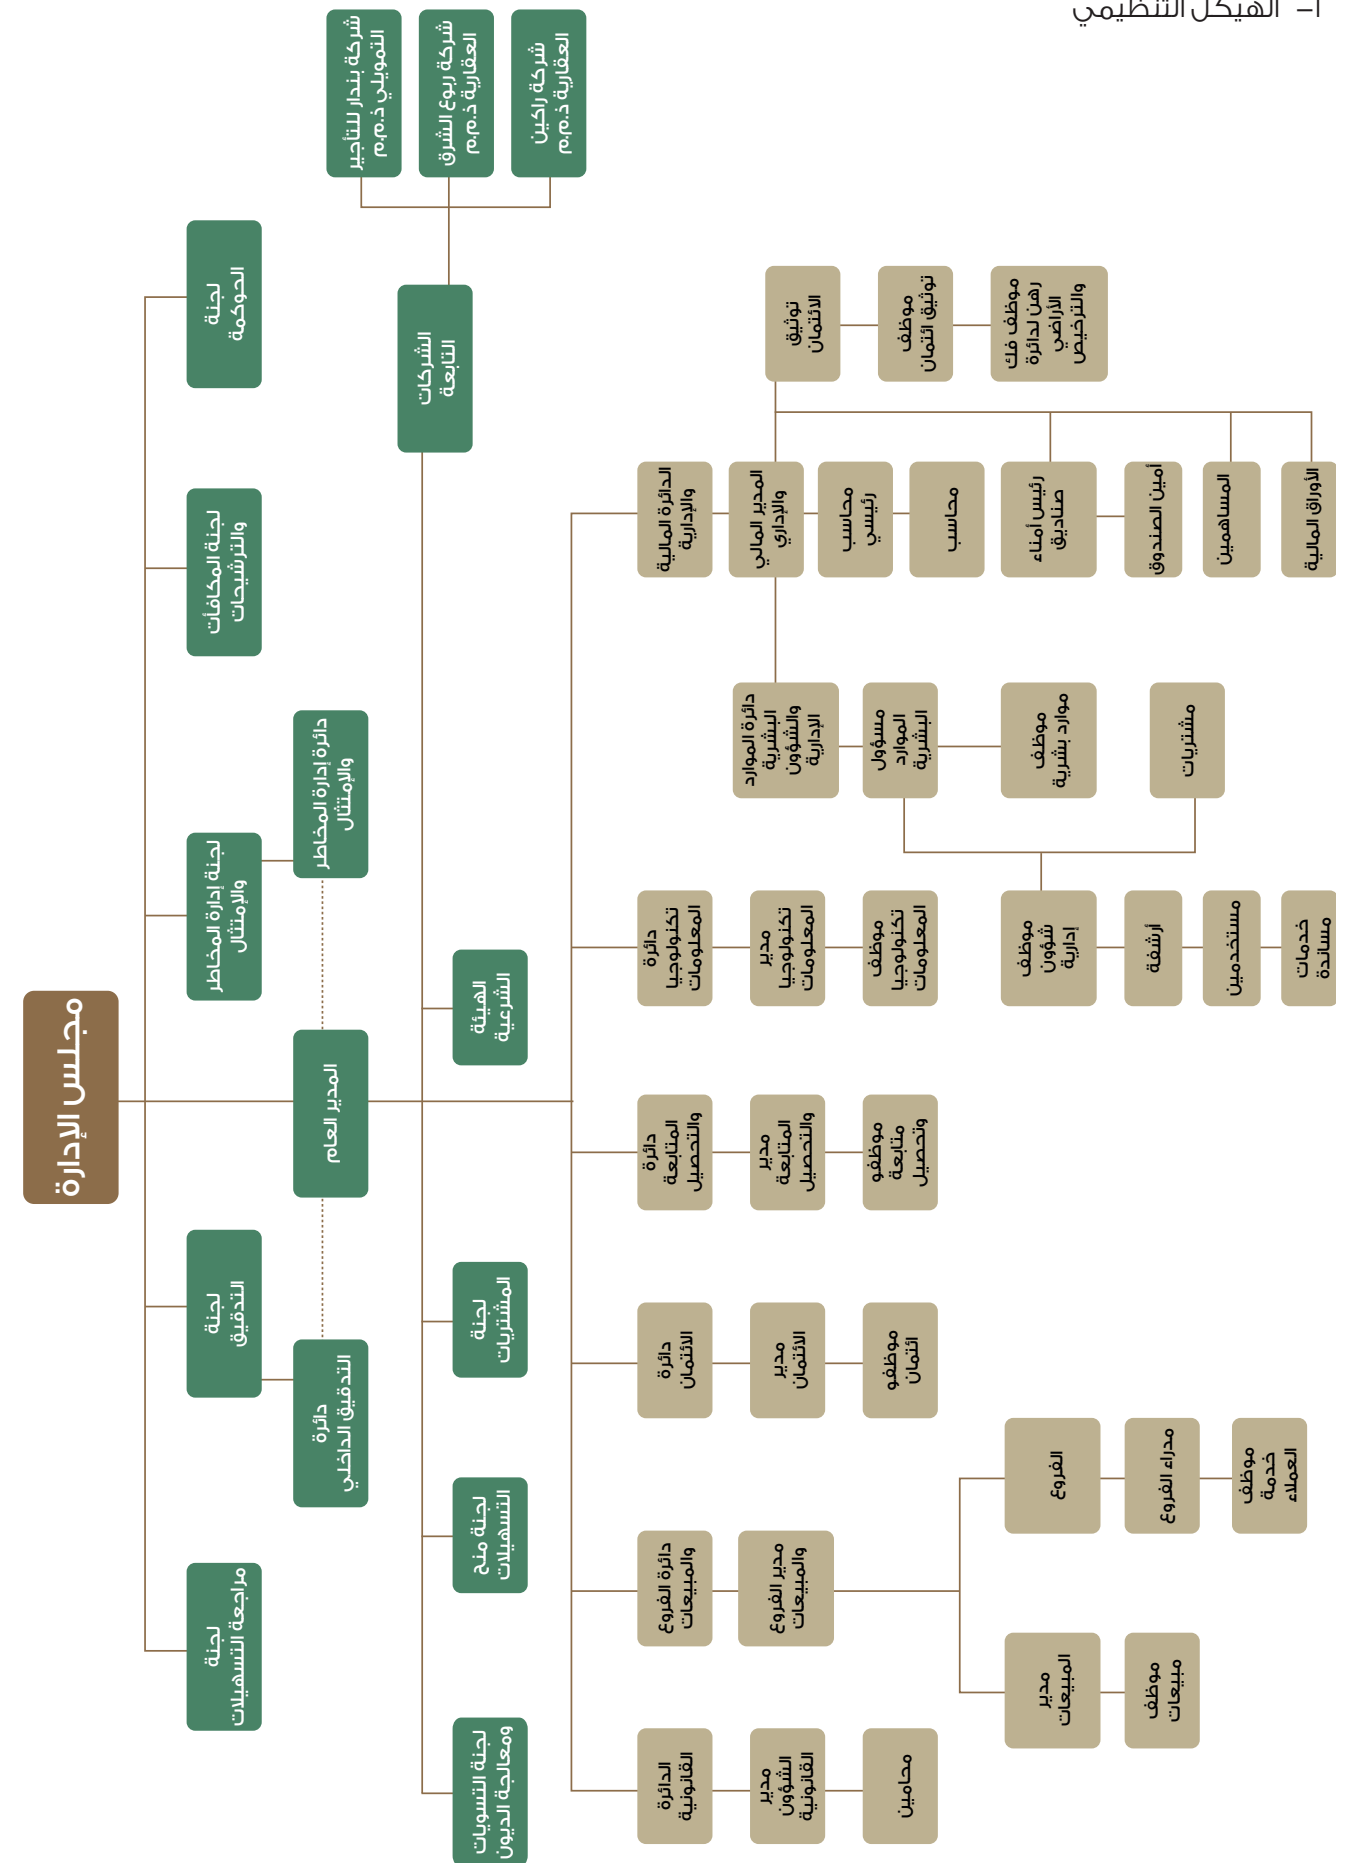 أ– الهيكل التنظيمي
مجلس الإدارة
لجنة
الحوكمة
لجنة المكافأت
والترشيحات
لجنة إدارة المخاطر
والإمتثال
لجنة
التدقيق
لجنة
مراجعة التسهيلات
دائرة إدارة المخاطر
والإمتثال
المدير العام
دائرة
التدقيق الداخلي
شركة بندار للتأجير
التمويلي ذ.م.م
شركة ربوع الشرق
العقارية ذ.م.م
شركة راكين
العقارية ذ.م.م
الشركات
التابعة
الهيئة
الشرعية
لجنة
المشتريات
لجنة منح
التسهيلات
لجنة التسويات
ومعالجة الديون
الدائرة المالية
والإدارية
المدير المالي
والإداري
محاسب
رئيسي
محاسب
رئيس أمناء
صناديق
أمين الصندوق
المساهمين
الأوراق المالية
توثيق
الائتمان
موظف
توثيق ائتمان
موظف فك
رهن لدائرة
الأراضي
والترخيص
دائرة الموارد
البشرية
والشؤون
الإدارية
مسؤول
الموارد
البشرية
موظف
موارد بشرية
مشتريات
موظف
شؤون
إدارية
أرشفة
مستخدمين
خدمات
مساندة
دائرة
تكنولوجيا
المعلومات
مدير
تكنولوجيا
المعلومات
موظف
تكنولوجيا
المعلومات
دائرة
المتابعة
والتحصيل
مدير
المتابعة
والتحصيل
موظفو
متابعة
وتحصيل
دائرة
الائتمان
مدير
الائتمان
موظفو
ائتمان
دائرة الفروع
والمبيعات
مدير الفروع
والمبيعات
الفروع
مدراء الفروع
موظف
خدمة
العملاء
مدير
المبيعات
موظف
مبيعات
الدائرة
القانونية
مدير
الشؤون
القانونية
محامين